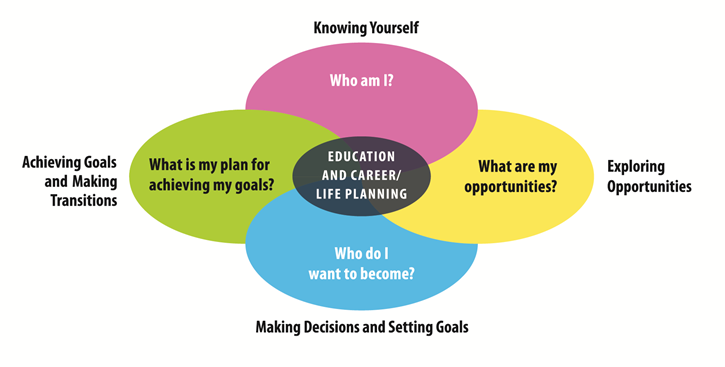 Knowing Yourself
Who am I?
Achieving Goals
and Making
Transitions
What is my plan for
achieving my goals?
EDUCATION
AND CAREER/
LIFE PLANNING
What are my
opportunities?
Exploring
Opportunities
Who do I
want to become?
Making Decisions and Setting Goals